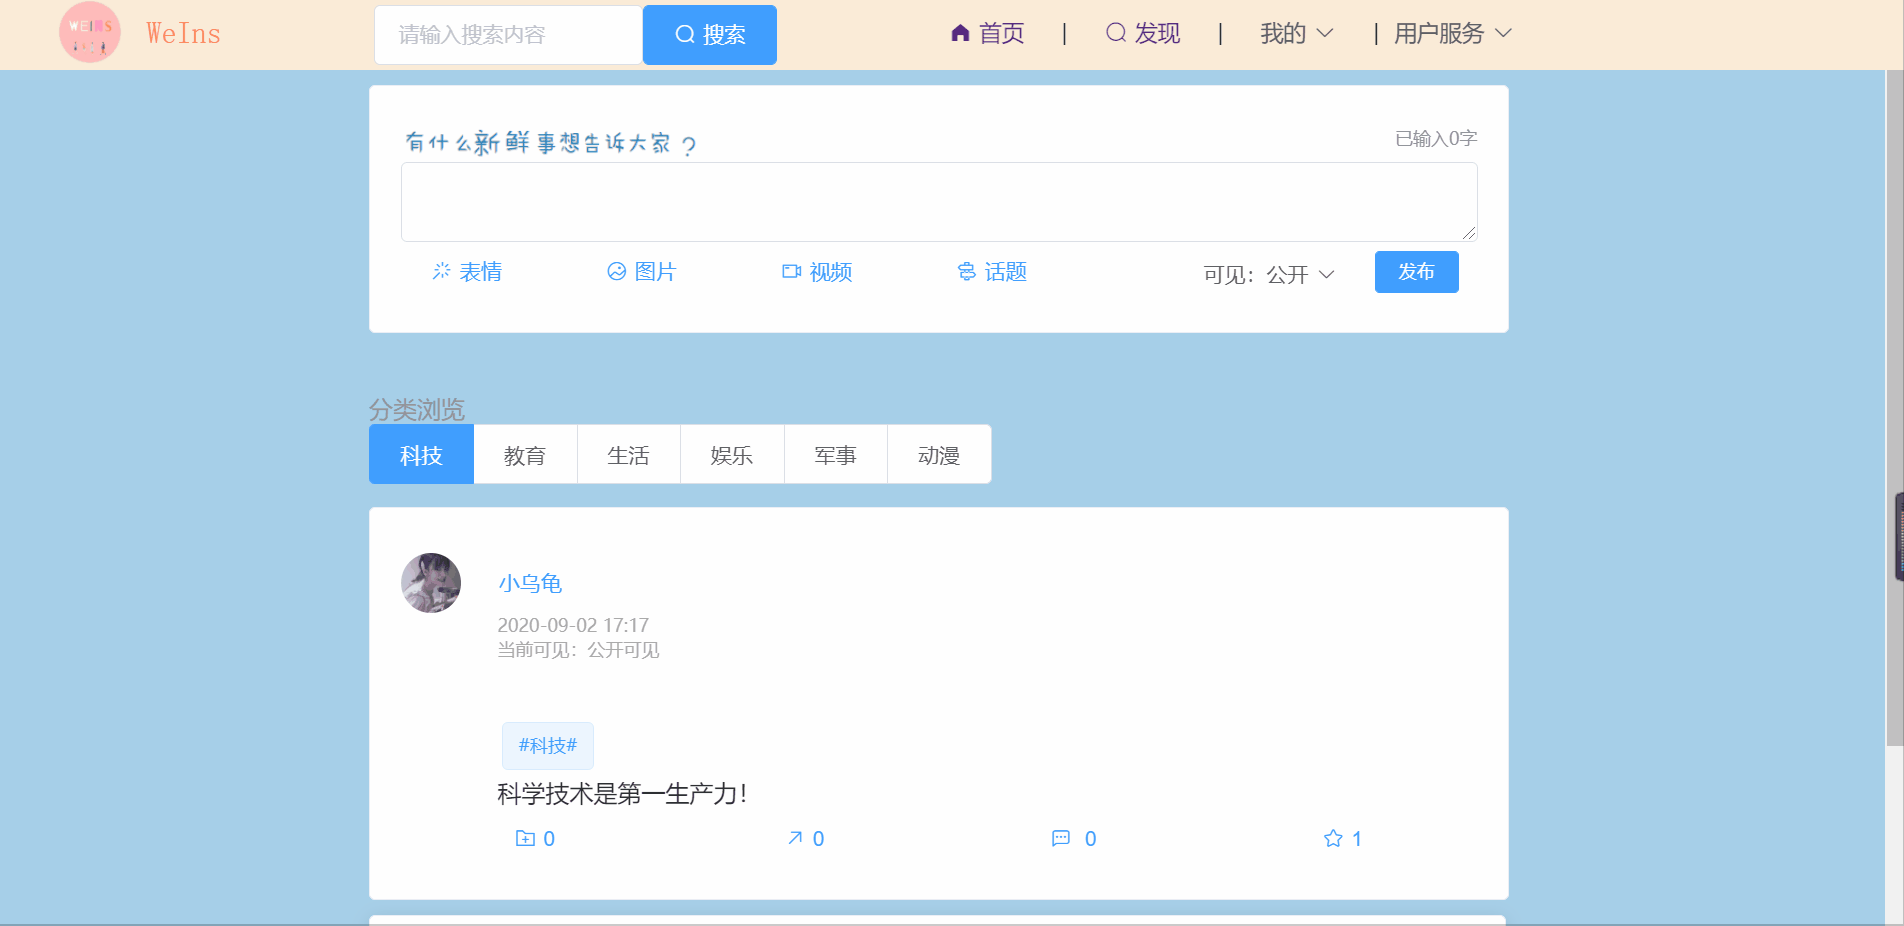 WEINS
WeIns
请输入搜索内容
搜索
首页
|
发现
|
我的
|
用户服务
有什么新鲜事想告诉大家？
已输入0字
表情
图片
视频
话题
可见：公开
发布
分类浏览
科技
教育
生活
娱乐
军事
动漫
小乌龟
2020-09-02 17:17
当前可见：公开可见
#科技#
科学技术是第一生产力！
0
0
0
1